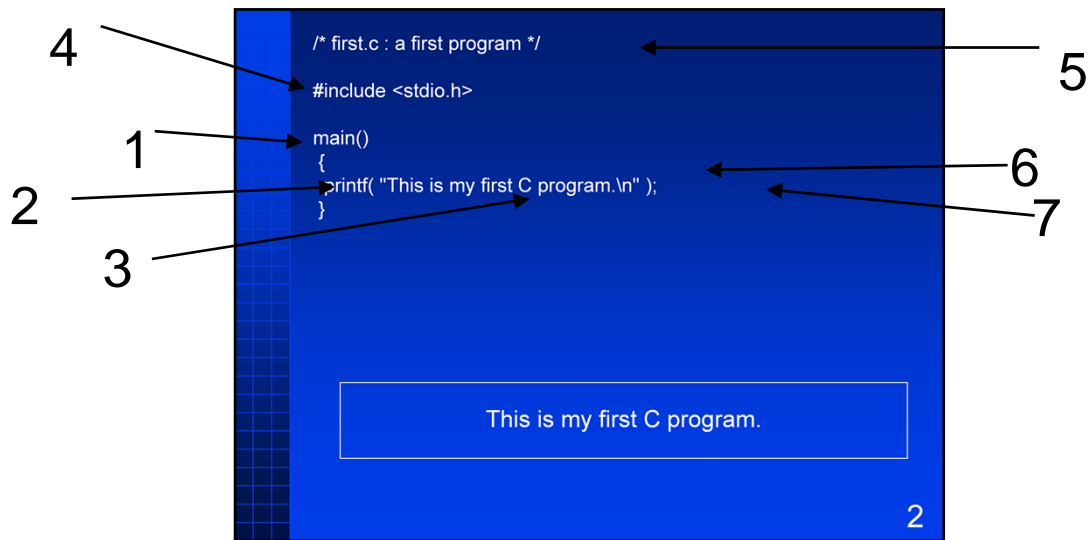 4
/* first.c : a first program */
5
#include <stdio.h>
1
main()
{
6
2
printf( "This is my first C program.\n" );
7
}
3
This is my first C program.
2